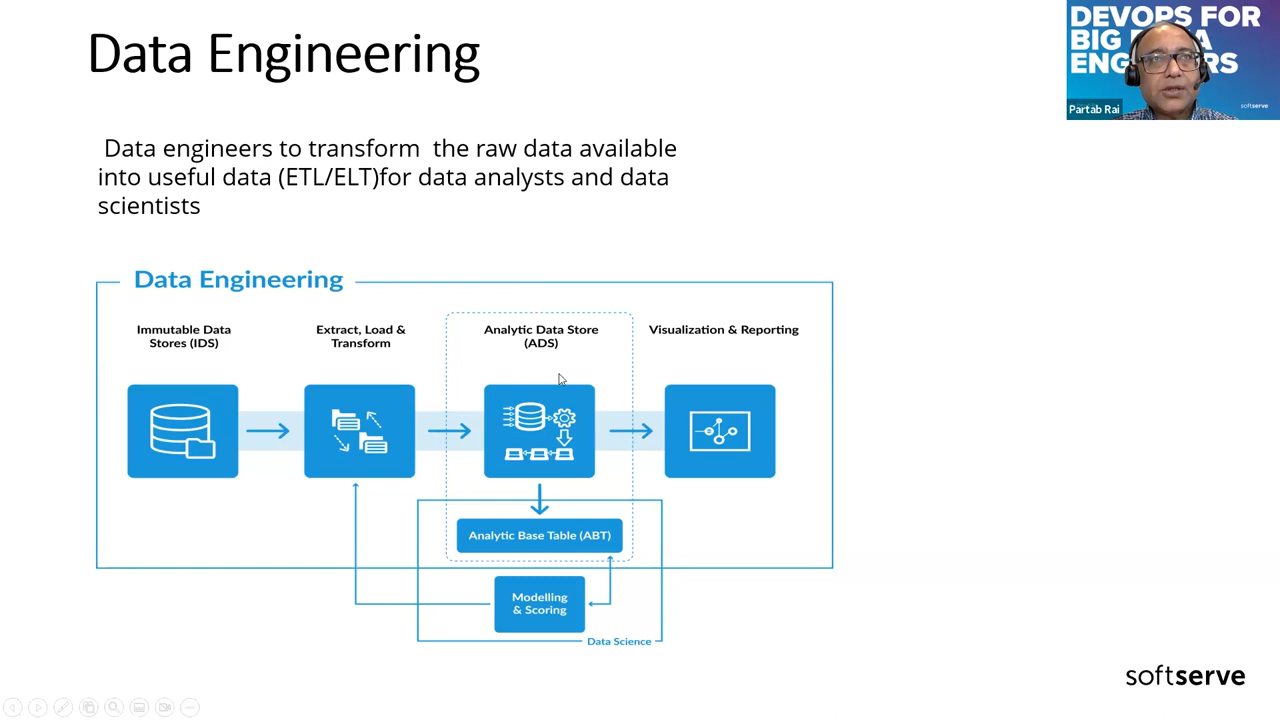 Data Engineering
DEVOPS FOR
BIG
ENG
RS
Partab Rai
softserve
Data engineers to transform the raw data available
into useful data (ETL/ELT)for data analysts and data
scientists
Data Engineering
Immutable Data
Stores (IDS)
Extract, Load &
Transform
Analytic Data Store
(ADS)
Visualization & Reporting
Analytic Base Table (ABT)
Modelling
& Scoring
Data Science
softserve